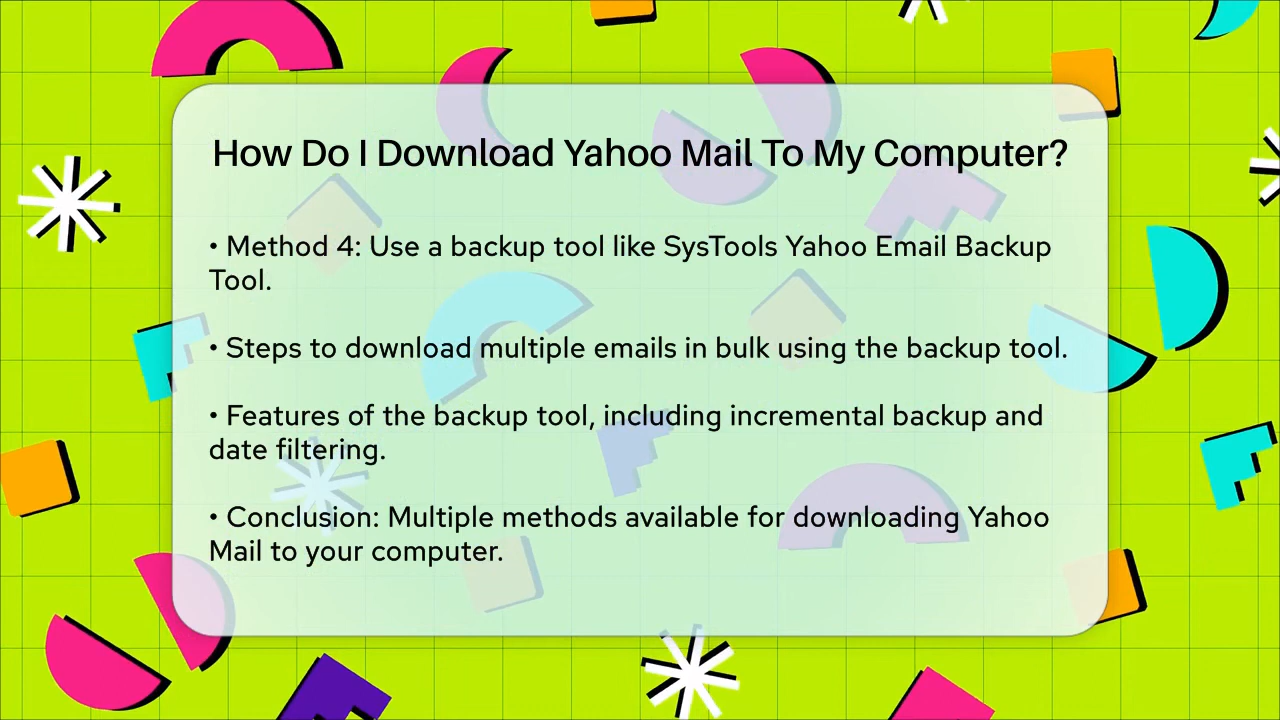 How Do I Download Yahoo Mail To My Computer?
• Method 4: Use a backup tool like SysTools Yahoo Email Backup
Tool.
• Steps to download multiple emails in bulk using the backup tool.
• Features of the backup tool, including incremental backup and
date filtering.
• Conclusion: Multiple methods available for downloading Yahoo
Mail to your computer.